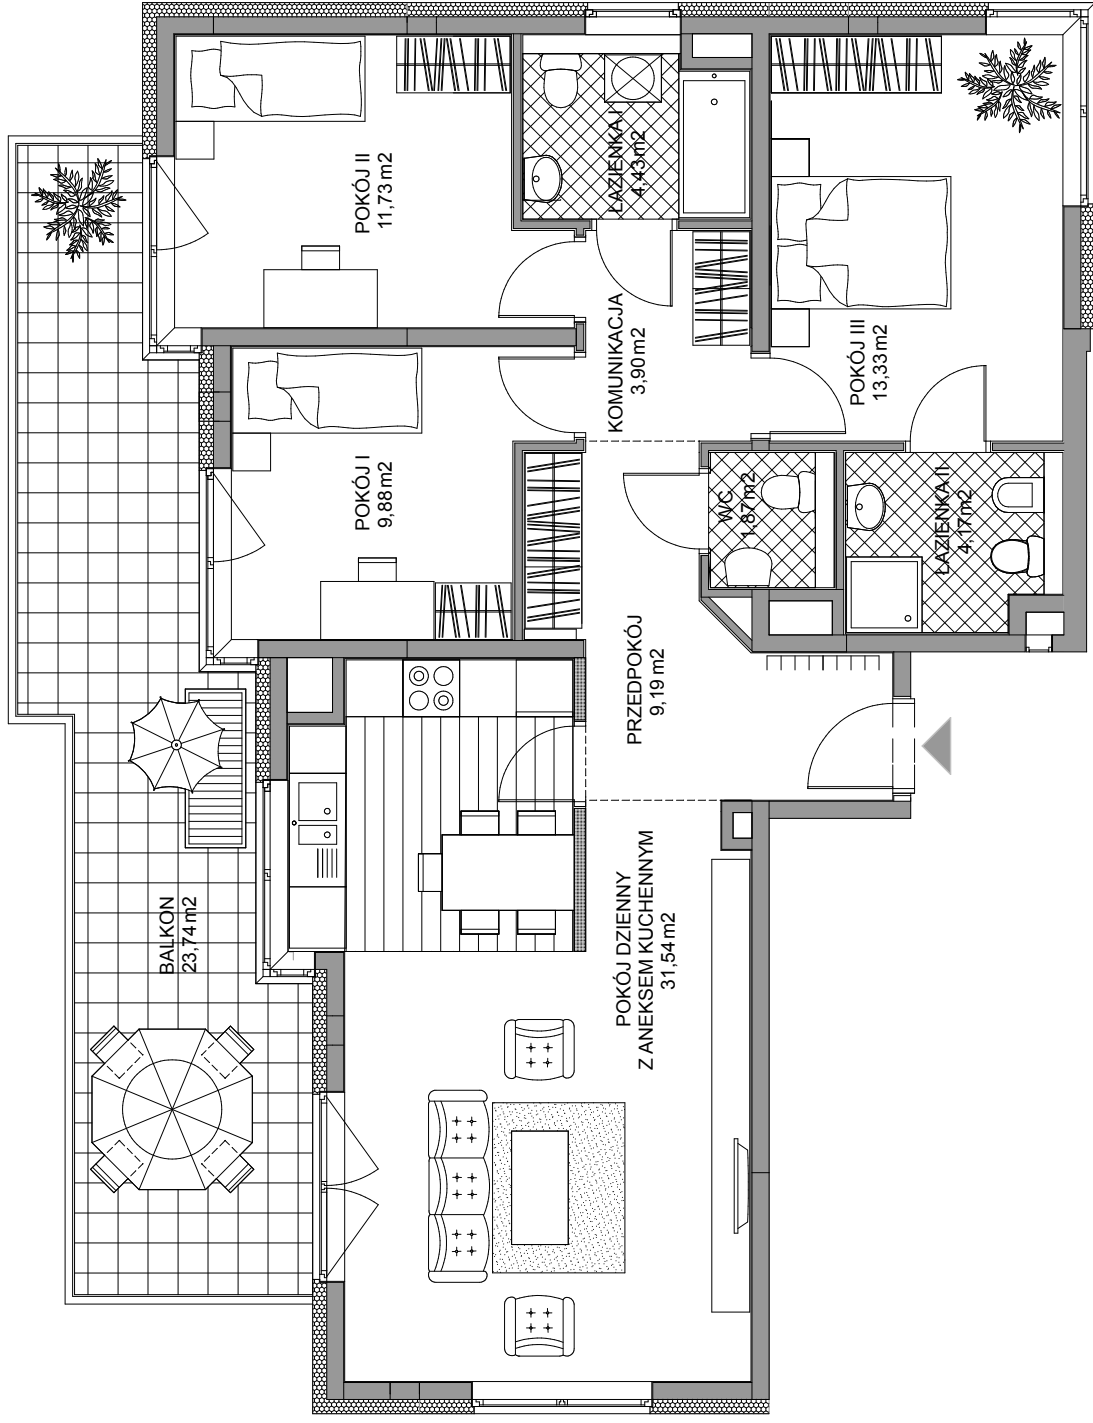 POKÓJ II
11,73 m2
ŁAZIENKA I
4,43 m2
KOMUNIKACJA
3,90 m2
POKÓJ III
13,33 m2
POKÓJ I
9,88 m2
WC
1,87 m2
ŁAZIENKA II
4,17 m2
PRZEDPOKÓJ
9,19 m2
BALKON
23,74 m2
POKÓJ DZIENNY
Z ANEKSEM KUCHENNYM
31,54 m2